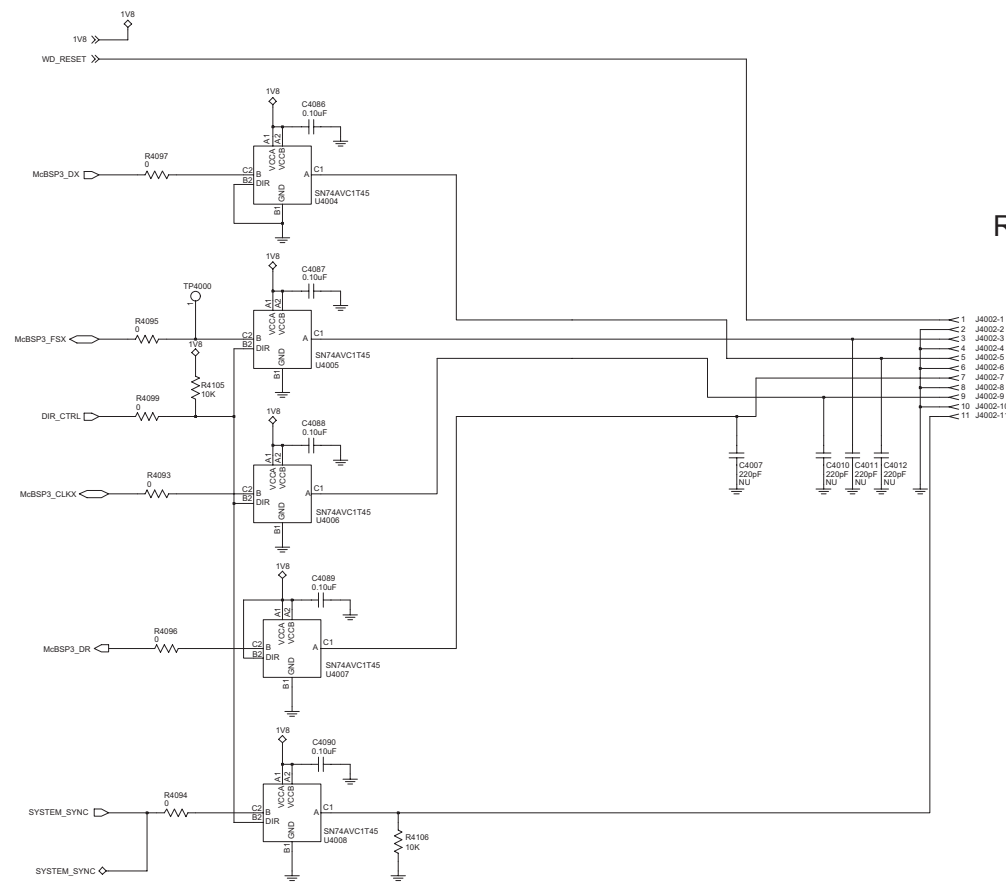 1V8
1V8
WD_RESET
1V8
C4086
0.10uF
A1
A2
VCCA
VCCB
R4097
0
McBSP3_DX
C2
B
B2
DIR
A
C1
GND
B1
SN74AVC1T45
U4004
R
1V8
C4087
0.10uF
TP4000
1
A1
A2
VCCA
VCCB
R4095
0
McBSP3_FSX
C2
B
B2
DIR
A
C1
GND
B1
SN74AVC1T45
U4005
1V8
R4105
10K
R4099
0
DIR_CTRL
1 J4002-1
2 J4002-2
3 J4002-3
4 J4002-4
5 J4002-5
6 J4002-6
7 J4002-7
8 J4002-8
9 J4002-9
10 J4002-10
11 J4002-11
1V8
C4088
0.10uF
A1
A2
VCCA
VCCB
R4093
0
McBSP3_CLKX
C2
B
B2
DIR
A
C1
GND
B1
SN74AVC1T45
U4006
C4007
220pF
NU
C4010
220pF
NU
C4011
220pF
NU
C4012
220pF
NU
1V8
C4089
0.10uF
A1
A2
VCCA
VCCB
R4096
0
McBSP3_DR
C2
B
B2
DIR
A
C1
GND
B1
SN74AVC1T45
U4007
1V8
C4090
0.10uF
A1
A2
VCCA
VCCB
R4094
0
SYSTEM_SYNC
C2
B
B2
DIR
A
C1
GND
B1
SN74AVC1T45
U4008
R4106
10K
SYSTEM_SYNC